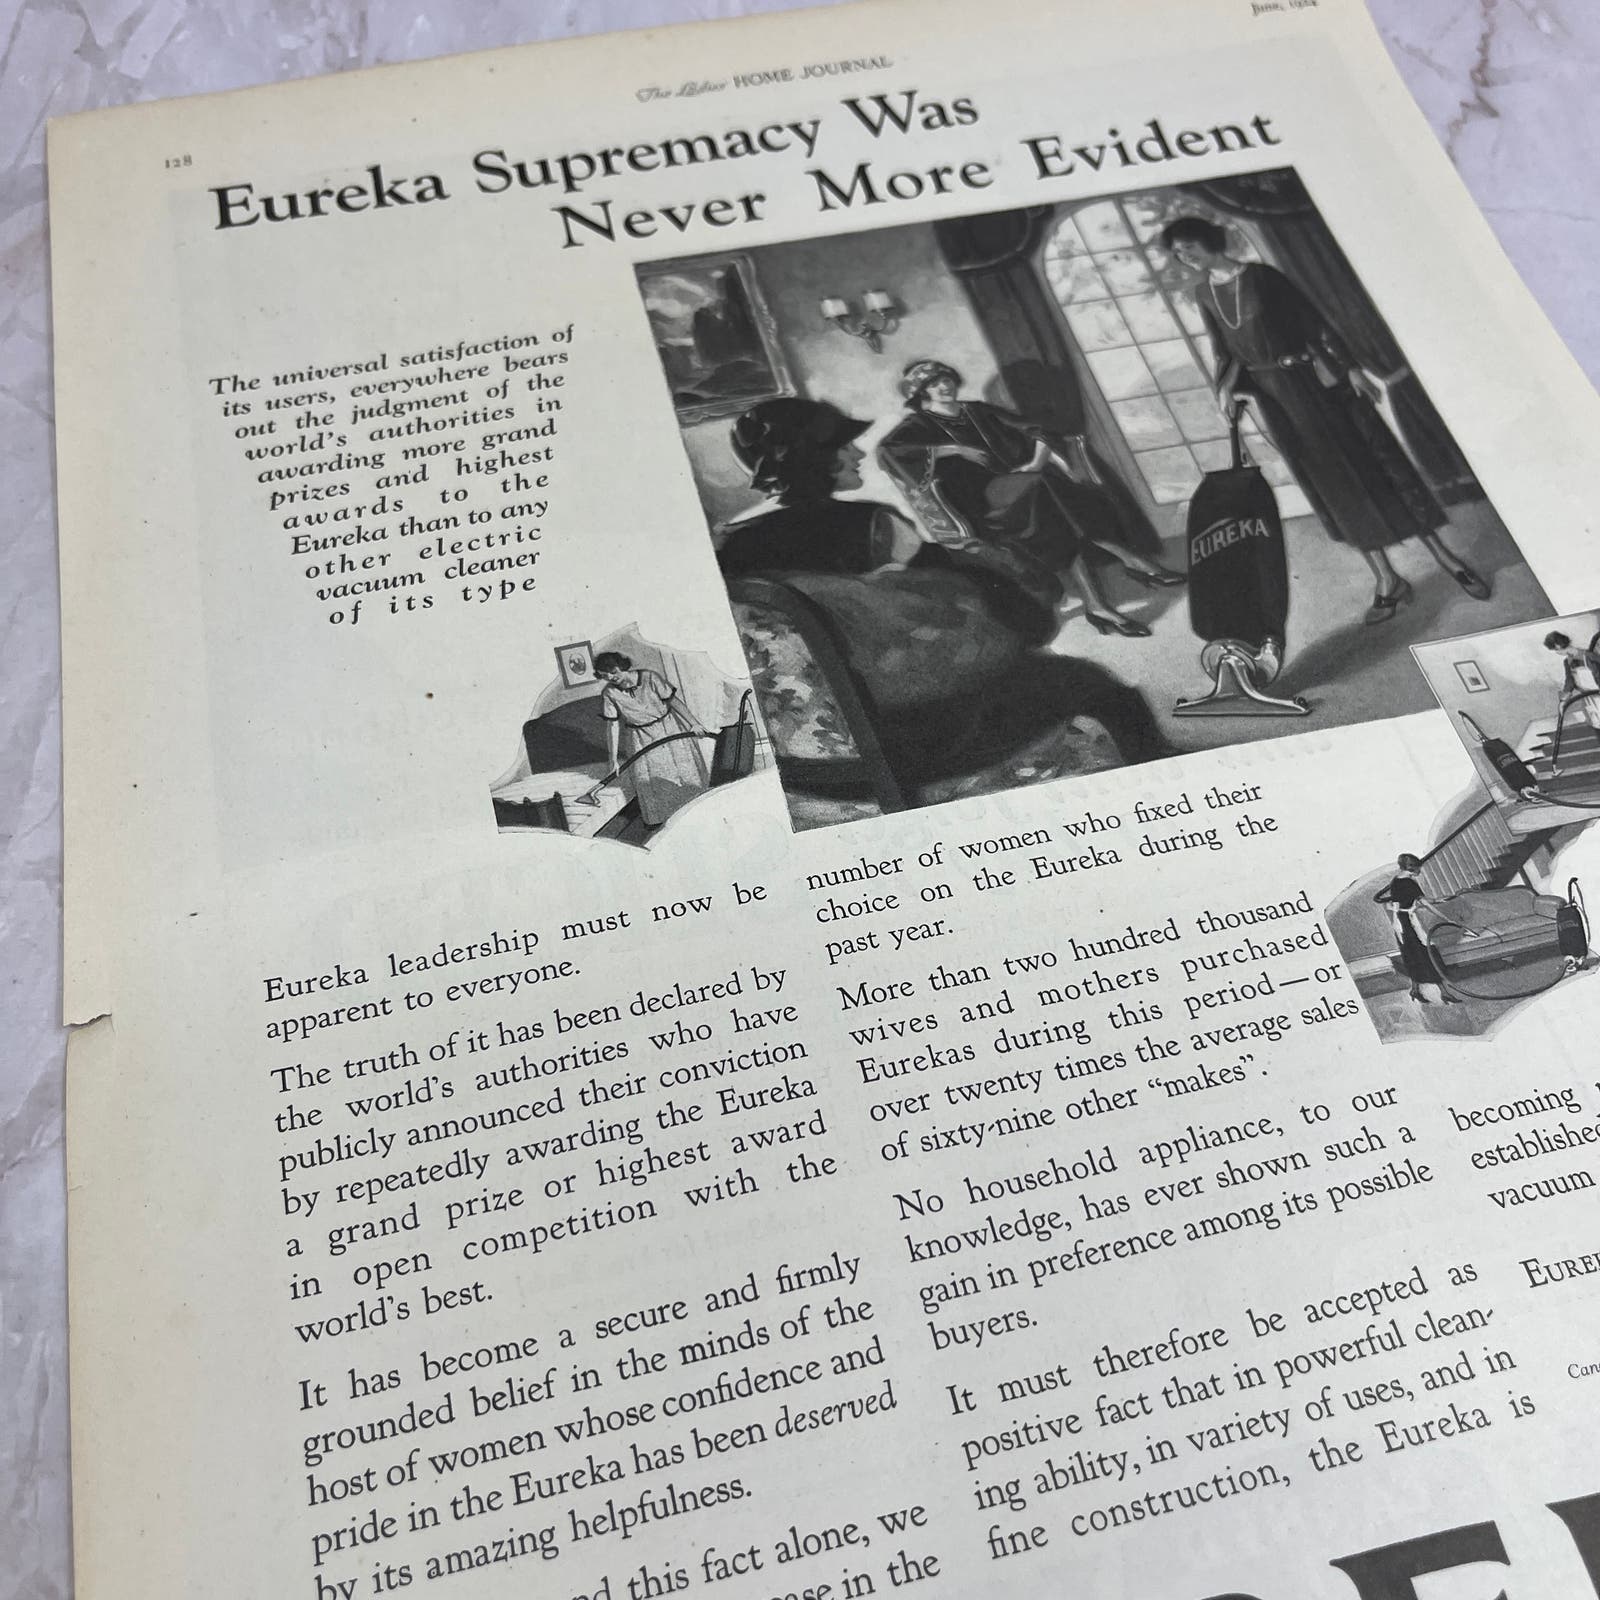 June, 1924
The Ladies' HOME JOURNAL
128
Eureka Supremacy Was
Never More Evident
The universal satisfaction of
its users, everywhere bears
out the judgment of the
world's authorities in
awarding more grand
prizes and highest
awards to the
Eureka than to any
other electric
vacuum cleaner
of its type
EUREKA
Eureka leadership must now be
apparent to everyone.
The truth of it has been declared by
the world's authorities who have
publicly announced their conviction
by repeatedly awarding the Eureka
a grand prize or highest award
in open competition with the
world's best.
It has become a secure and firmly
grounded belief in the minds of the
host of women whose confidence and
pride in the Eureka has been deserved
by its amazing helpfulness.
this fact alone, we
in the
number of women who fixed their
choice on the Eureka during the
past year.
More than two hundred thousand
wives and mothers purchased
Eurekas during this period—or
over twenty times the average sales
of sixty-nine other "makes".
No household appliance, to our
knowledge, has ever shown such a
gain in preference among its possible
buyers.
It must therefore be accepted as
positive fact that in powerful clean-
ing ability, in variety of uses, and in
fine construction, the Eureka is
becoming
established
vacuum